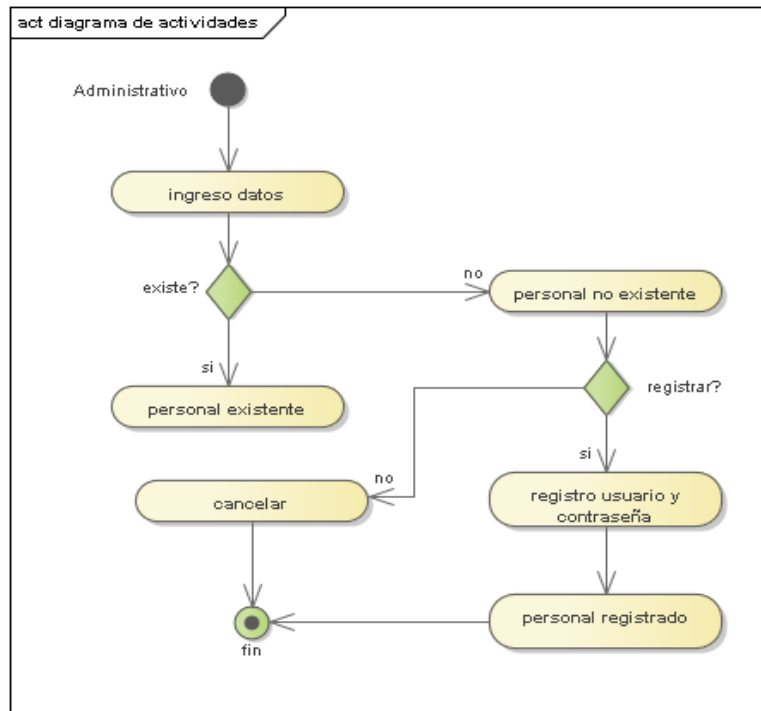 act diagrama de actividades
Administrativo
ingreso datos
existe?
no
personal no existente
si
personal existente
registrar?
no
si
cancelar
registro usuario y
contraseña
personal registrado
fin